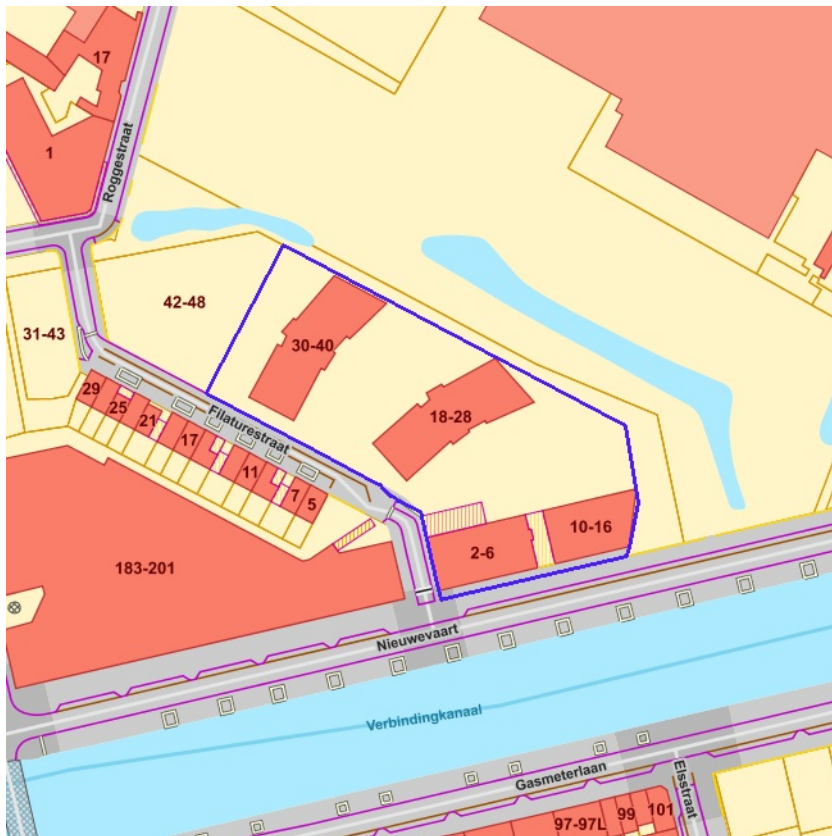 17
1
Roggestraat
42-48
31-43
30-40
29
25
21
17
11
7
5
Filaturestraat
18-28
10-16
2-6
183-201
Nieuwevaart
Verbindingkanaal
Gasmeterlaan
Elsstraat
97-97L
99
101